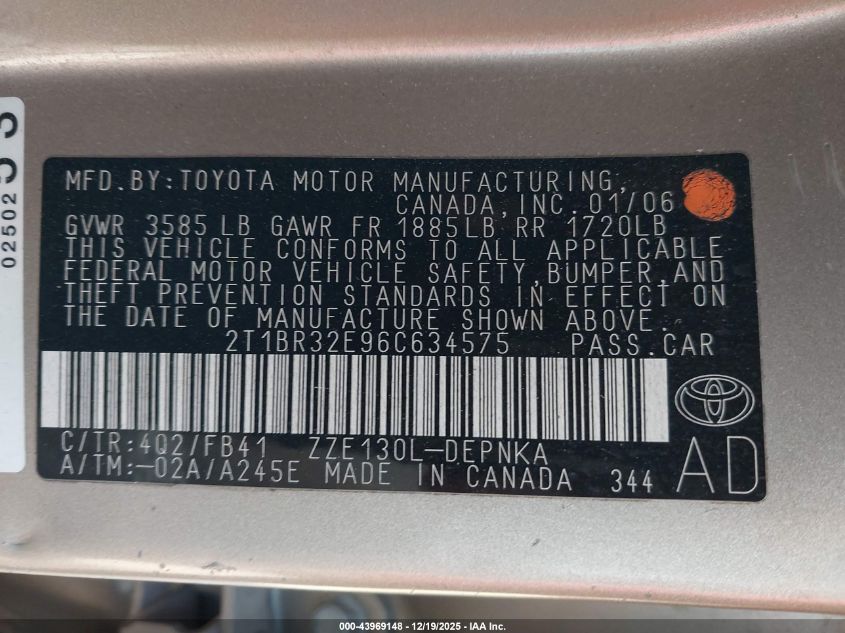 02502 53
MFD.BY:TOYOTA MOTOR MANUFACTURING,
CANADA,INC.01/06
GVWR 3585 LB GAWR FR 1885LB RR 1720LB
THIS VEHICLE CONFORMS TO ALL APPLICABLE
FEDERAL MOTOR VEHICLE SAFETY,BUMPER,AND
THEFT PREVENTION STANDARDS IN EFFECT ON
THE DATE OF MANUFACTURE SHOWN ABOVE.
2T1BR32E96C634575 PASS.CAR
C/TR:4Q2/FB41 ZZE130L-DEPNKA
A/TM:-02A/A245E MADE IN CANADA 344
AD
000-43969148 - 12/19/2025 - IAA Inc.